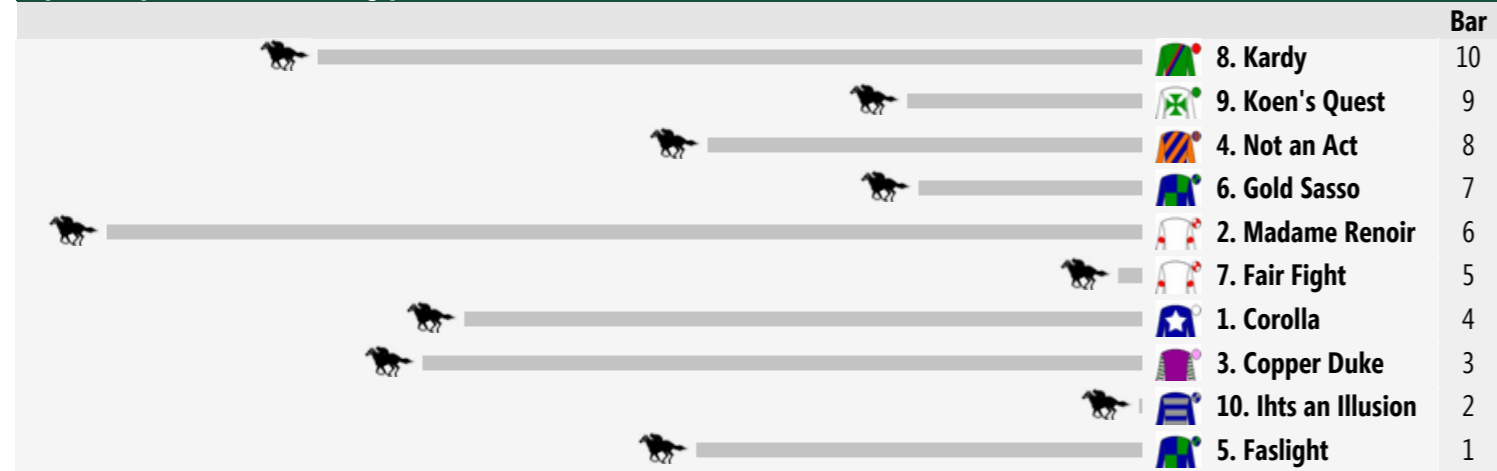 Bar
8. Kardy 10
9. Koen's Quest 9
4. Not an Act 8
6. Gold Sasso 7
2. Madame Renoir 6
7. Fair Fight 5
1. Corolla 4
3. Copper Duke 3
10. Ihts an Illusion 2
5. Faslight 1